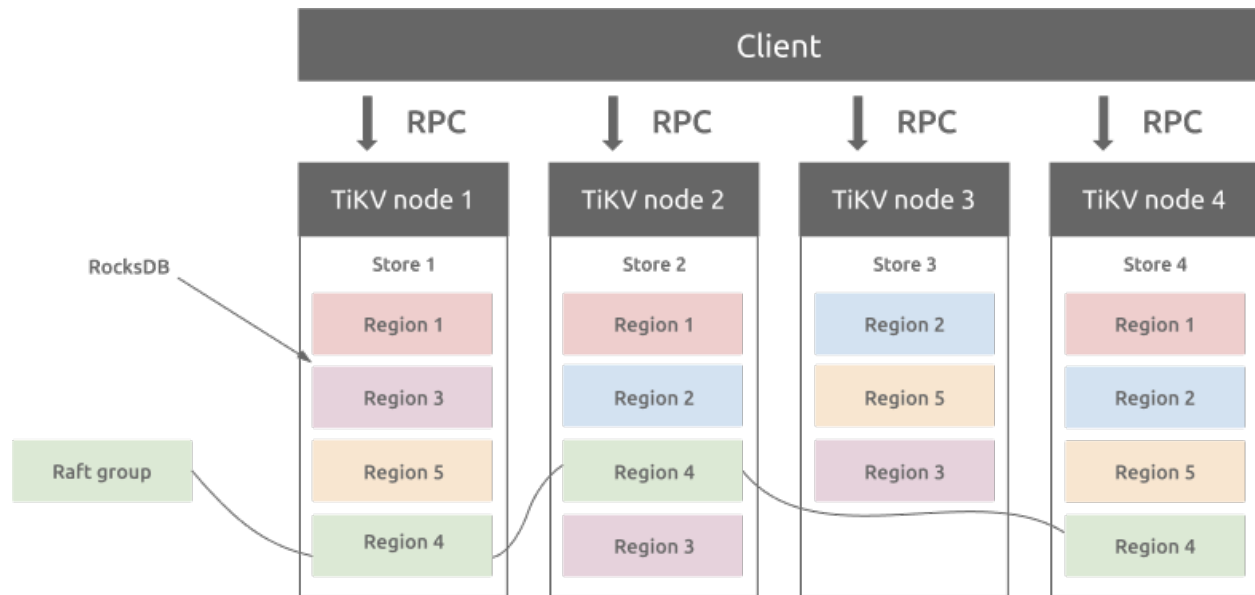 Client
RPC
RPC
RPC
RPC
TiKV node 1
TiKV node 2
TiKV node 3
TiKV node 4
RocksDB
Store 1
Store 2
Store 3
Store 4
Region 1
Region 1
Region 2
Region 1
Region 3
Region 2
Region 5
Region 2
Raft group
Region 5
Region 4
Region 3
Region 5
Region 4
Region 3
Region 4